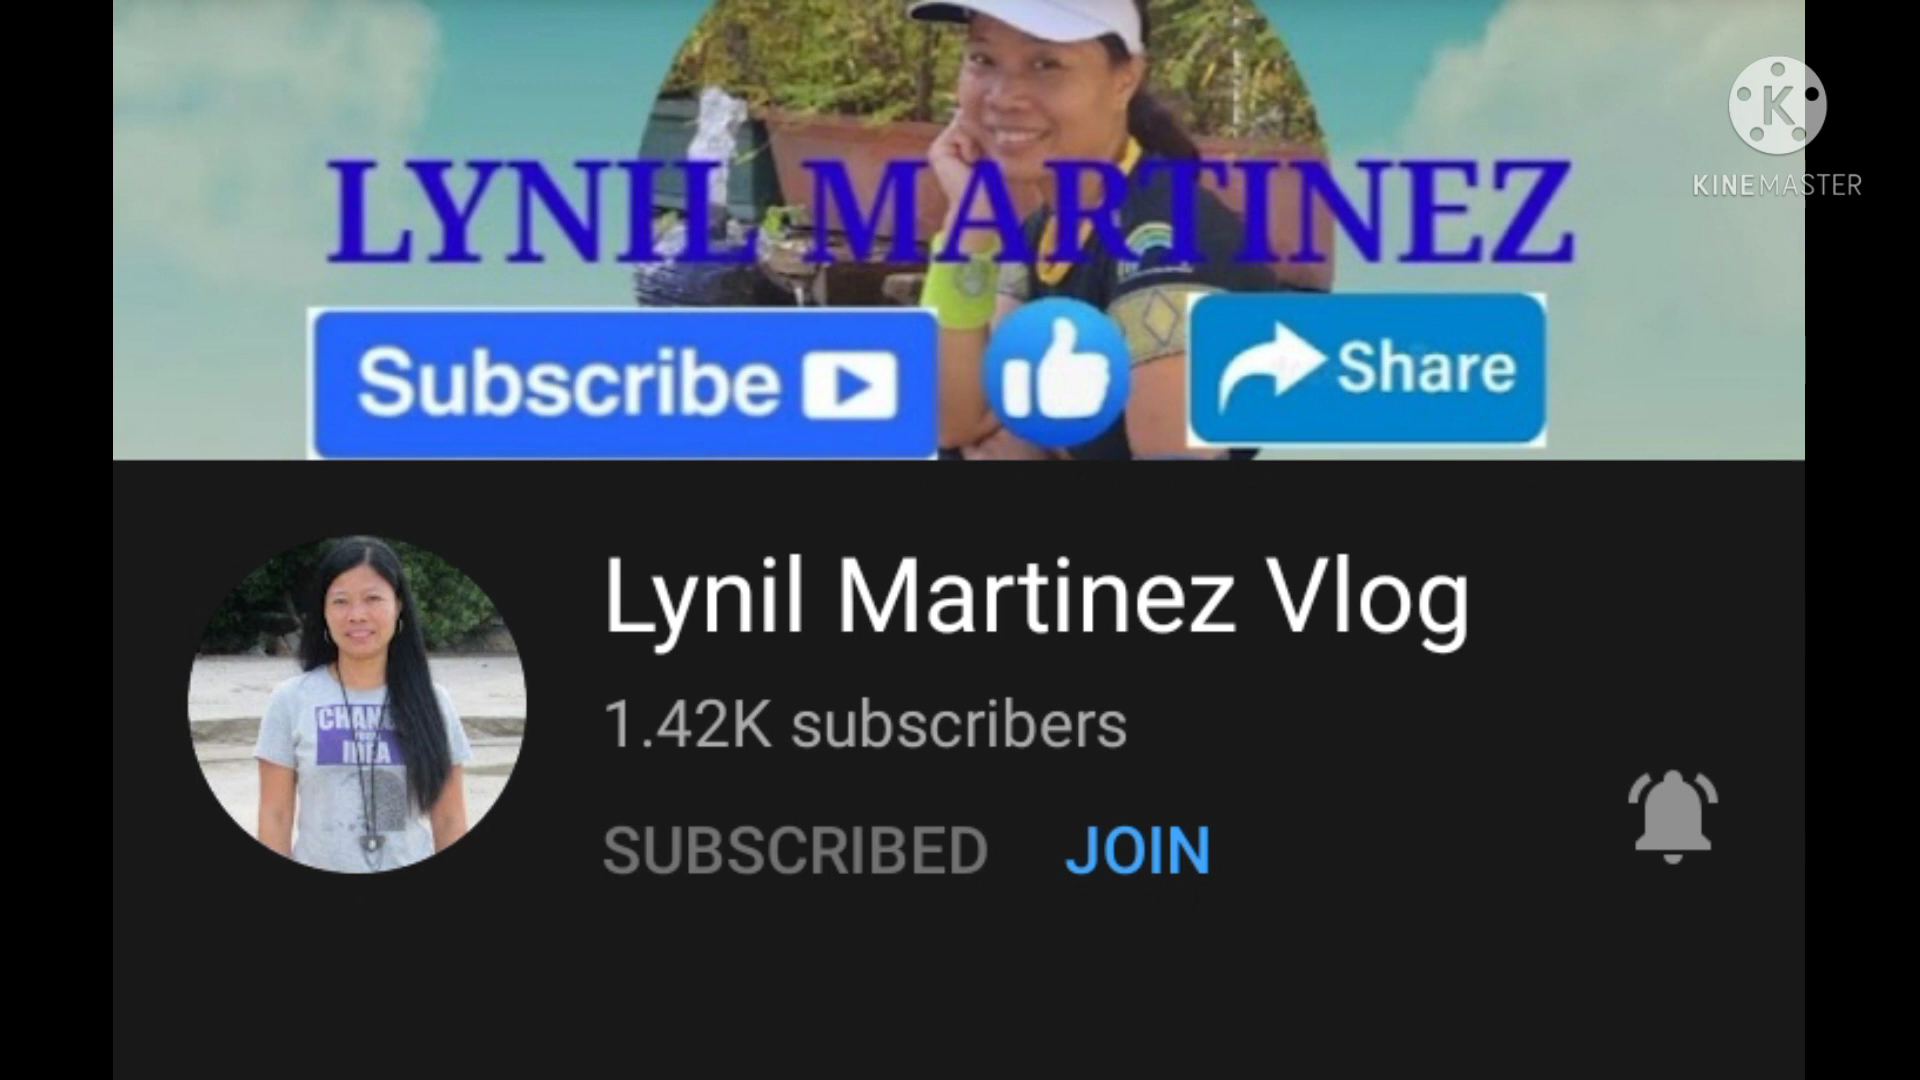 LYNIL MARTINEZ
KINEMASTER
Subscribe
Share
Lynil Martinez Vlog
1.42K subscribers
SUBSCRIBED JOIN